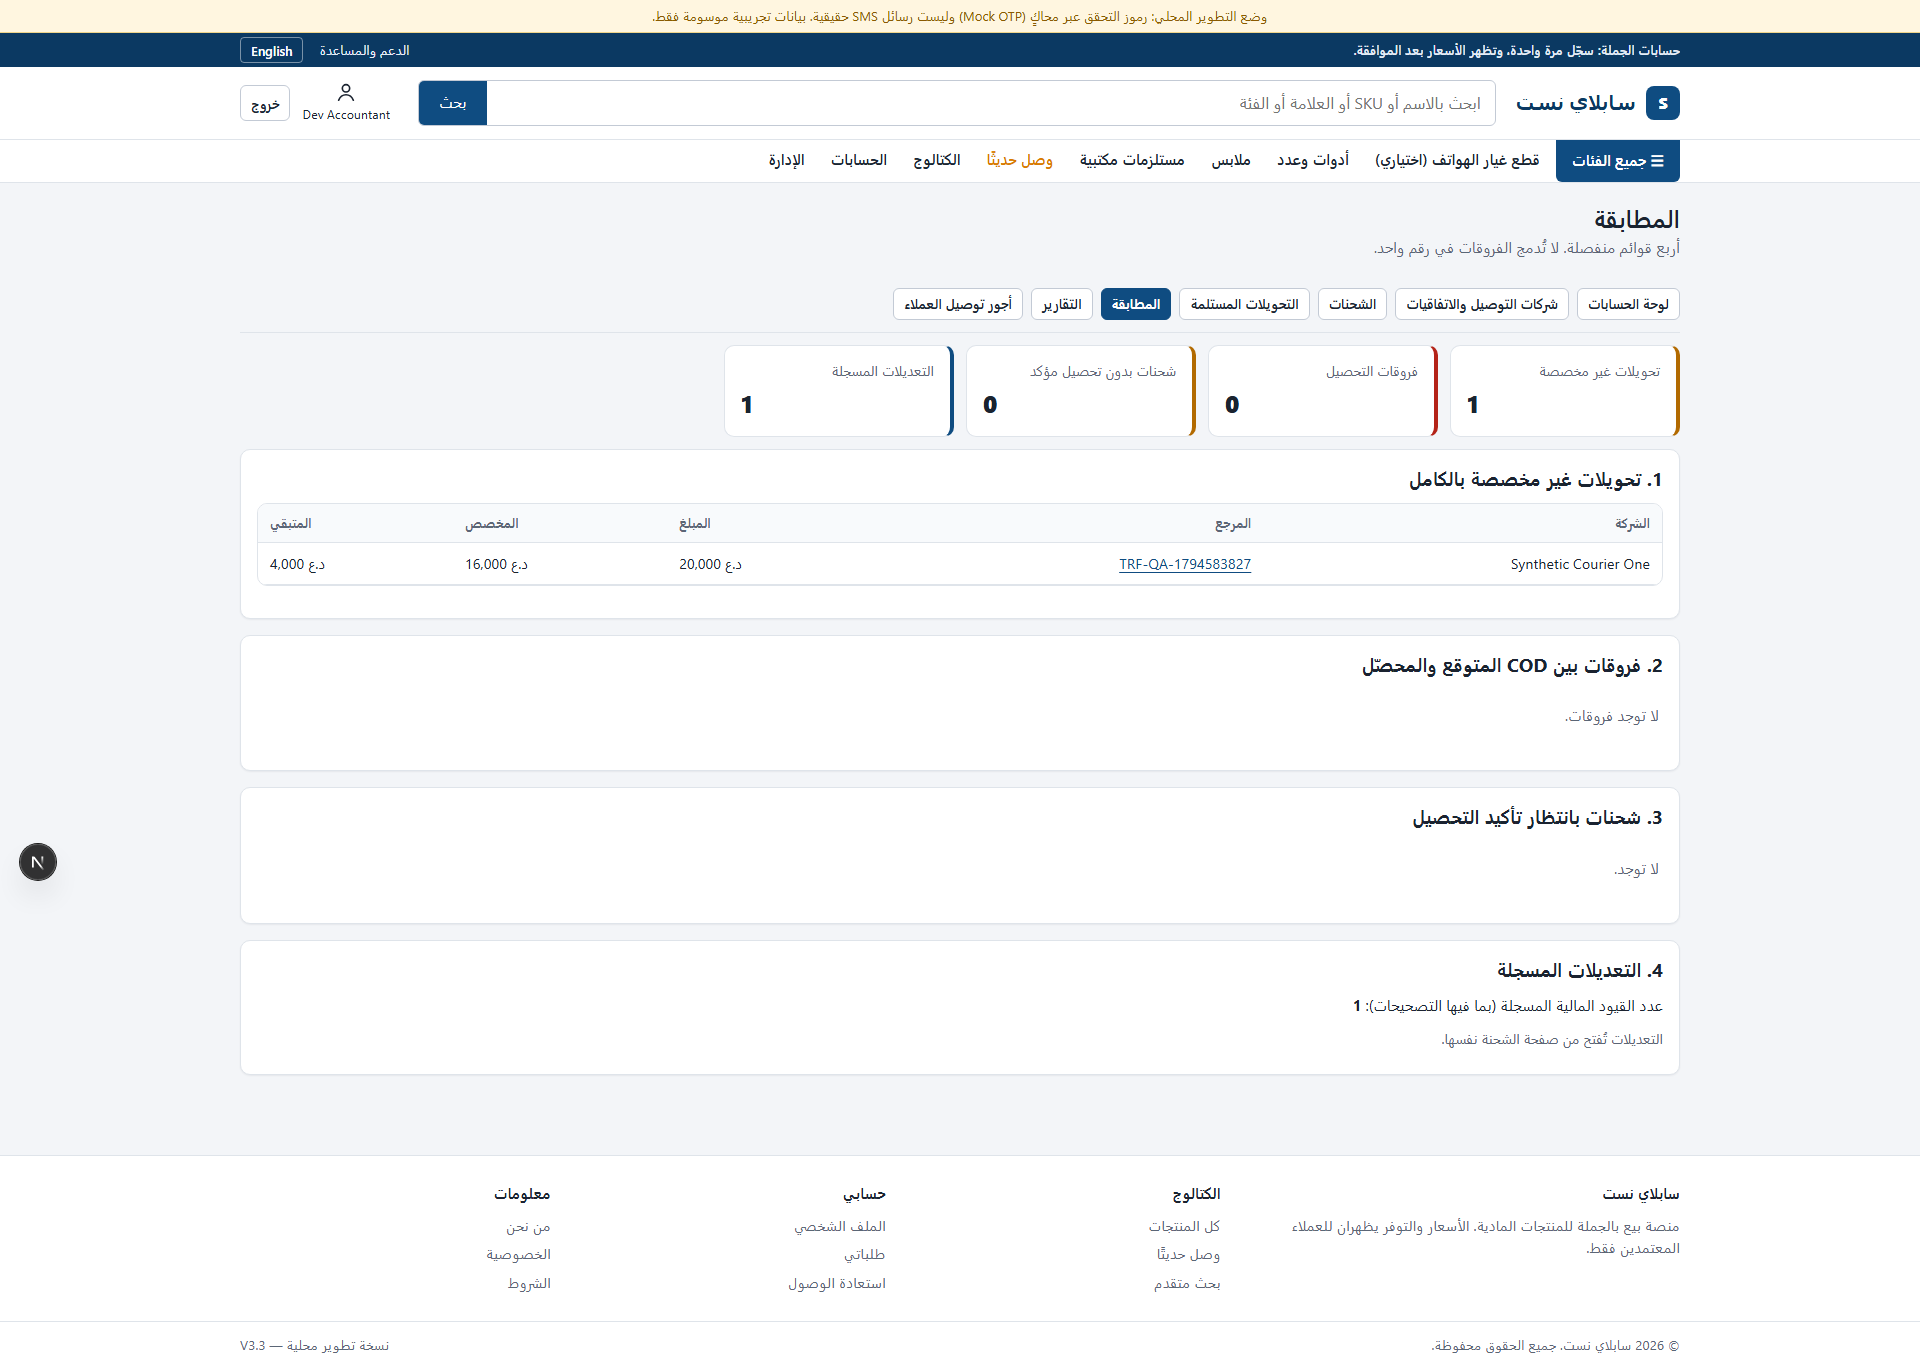 وضع التطوير المحلي: رموز التحقق عبر محاكٍ (Mock OTP) وليست رسائل SMS حقيقية. بيانات تجريبية موسومة فقط.
حسابات الجملة: سجّل مرة واحدة، وتظهر الأسعار بعد الموافقة.
الدعم والمساعدة
English
S سابلاي نست
ابحث بالاسم أو SKU أو العلامة أو الفئة
بحث
Dev Accountant
خروج
☰ جميع الفئات
قطع غيار الهواتف (اختياري)
أدوات وعدد
ملابس
مستلزمات مكتبية
وصل حديثًا
الكتالوج
الحسابات
الإدارة
المطابقة
أربع قوائم منفصلة. لا تُدمج الفروقات في رقم واحد.
لوحة الحسابات
شركات التوصيل والاتفاقيات
الشحنات
التحويلات المستلمة
المطابقة
التقارير
أجور توصيل العملاء
تحويلات غير مخصصة
1
فروقات التحصيل
0
شحنات بدون تحصيل مؤكد
0
التعديلات المسجلة
1
1. تحويلات غير مخصصة بالكامل
الشركة المرجع المبلغ المخصص المتبقي
Synthetic Courier One TRF-QA-1794583827 20,000 د.ع 16,000 د.ع 4,000 د.ع
2. فروقات بين COD المتوقع والمحصّل
لا توجد فروقات.
3. شحنات بانتظار تأكيد التحصيل
لا توجد.
4. التعديلات المسجلة
عدد القيود المالية المسجلة (بما فيها التصحيحات): 1
التعديلات تُفتح من صفحة الشحنة نفسها.
N
سابلاي نست
منصة بيع بالجملة للمنتجات المادية. الأسعار والتوفر يظهران للعملاء
المعتمدين فقط.
الكتالوج
كل المنتجات
وصل حديثًا
بحث متقدم
حسابي
الملف الشخصي
طلباتي
استعادة الوصول
معلومات
من نحن
الخصوصية
الشروط
© 2026 سابلاي نست. جميع الحقوق محفوظة.
نسخة تطوير محلية — V3.3